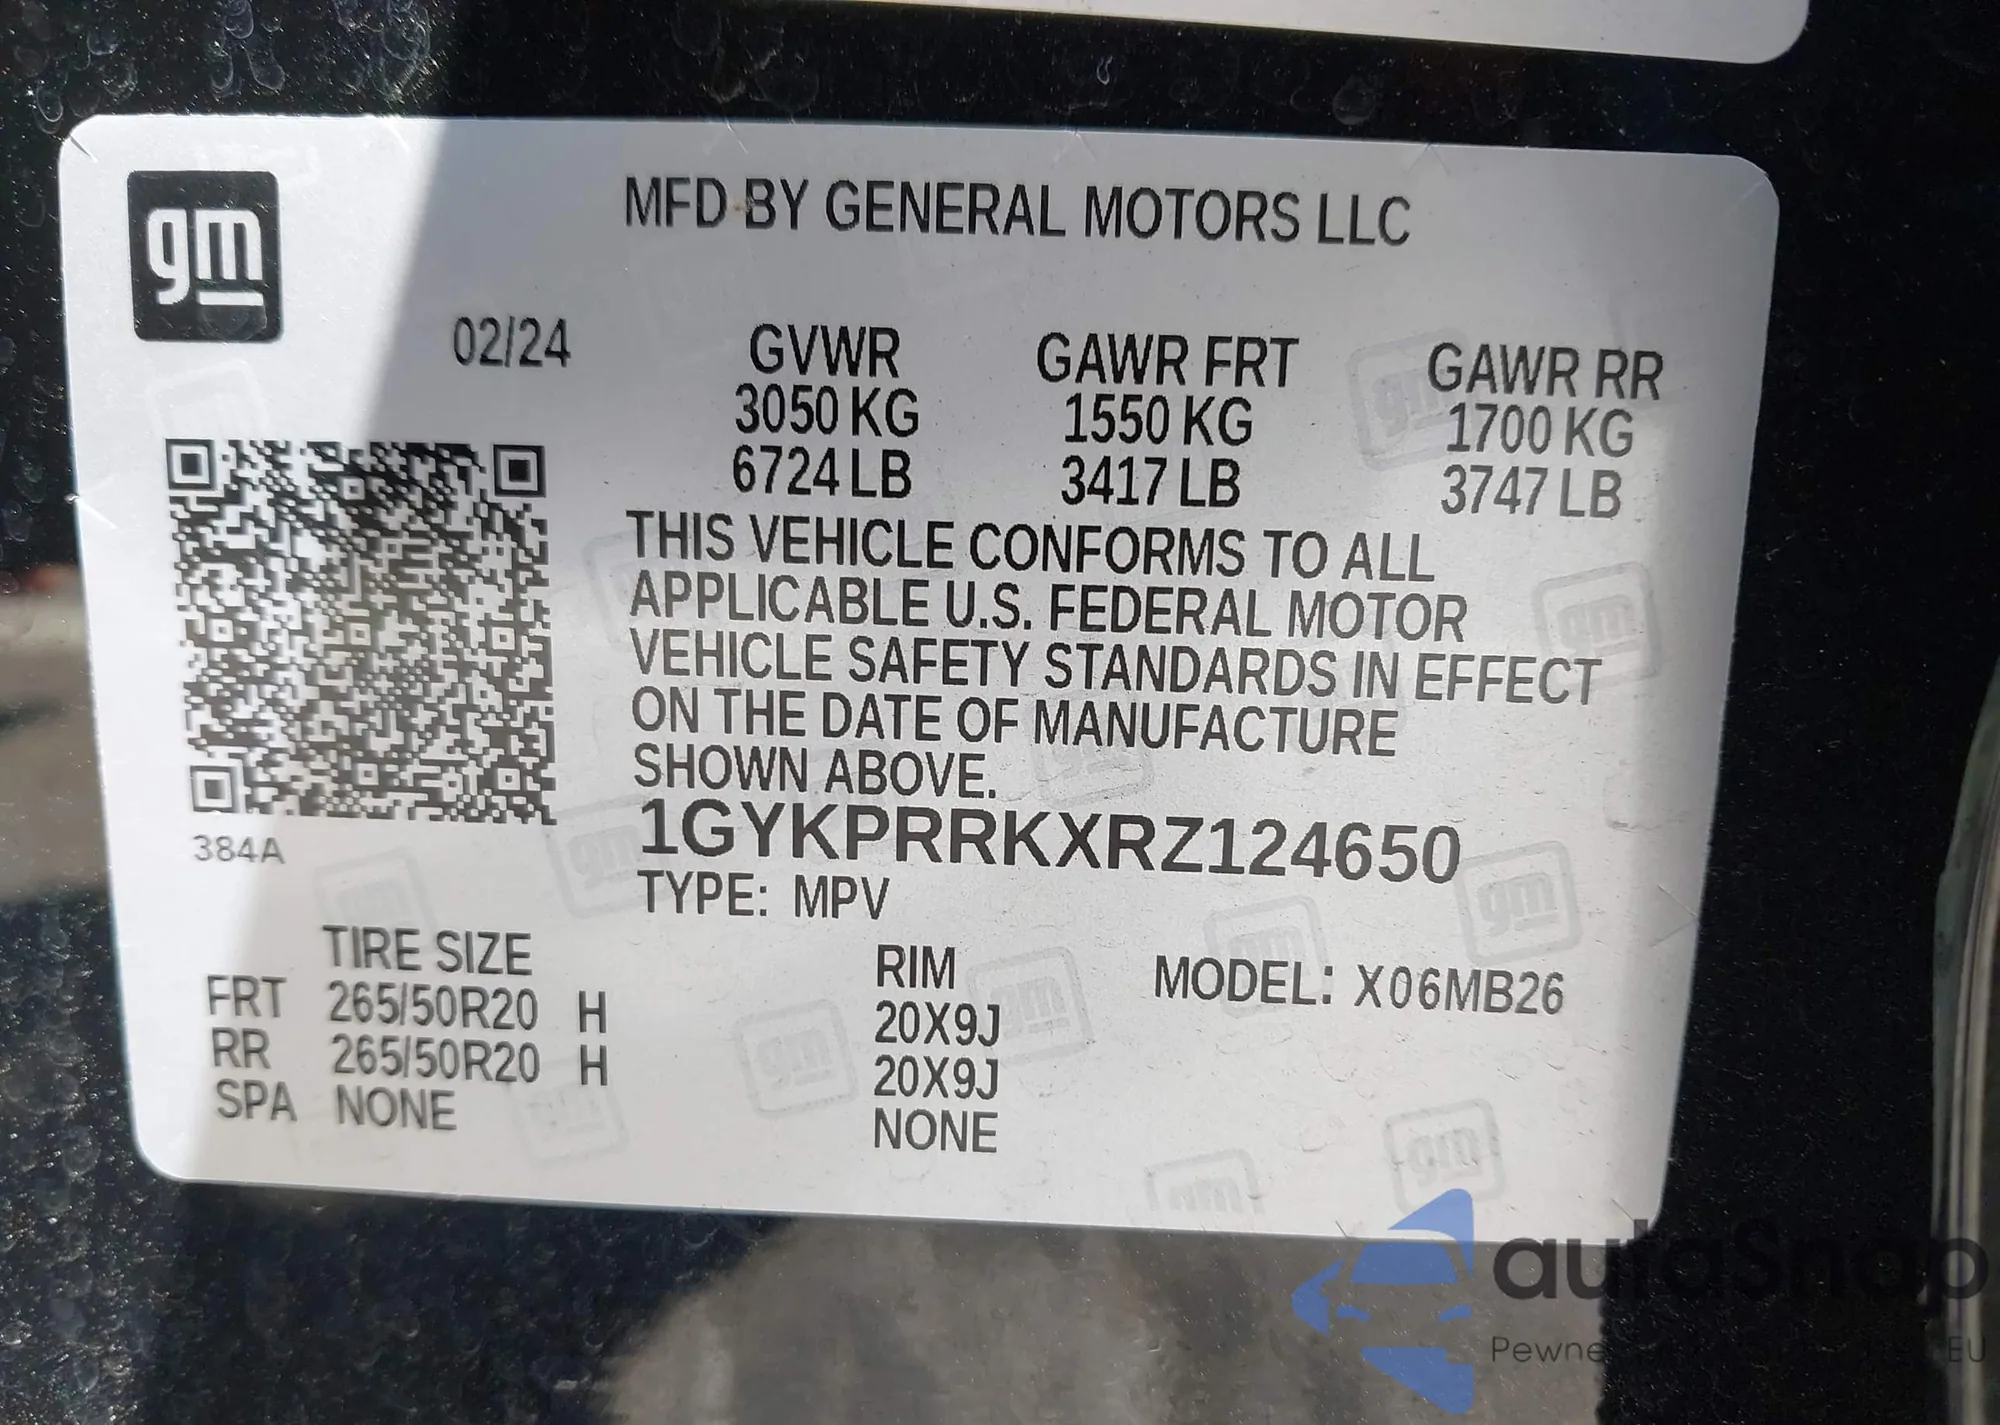 gm
MFD BY GENERAL MOTORS LLC
02/24
GVWR GAWR FRT GAWR RR
3050 KG 1550 KG 1700 KG
6724 LB 3417 LB 3747 LB
THIS VEHICLE CONFORMS TO ALL
APPLICABLE U.S. FEDERAL MOTOR
VEHICLE SAFETY STANDARDS IN EFFECT
ON THE DATE OF MANUFACTURE
SHOWN ABOVE.
1GYKPRRKXRZ124650
384A
TYPE: MPV
TIRE SIZE RIM MODEL: X06MB26
FRT 265/50R20 H 20X9J
RR 265/50R20 H 20X9J
SPA NONE NONE
autaSnap
EU